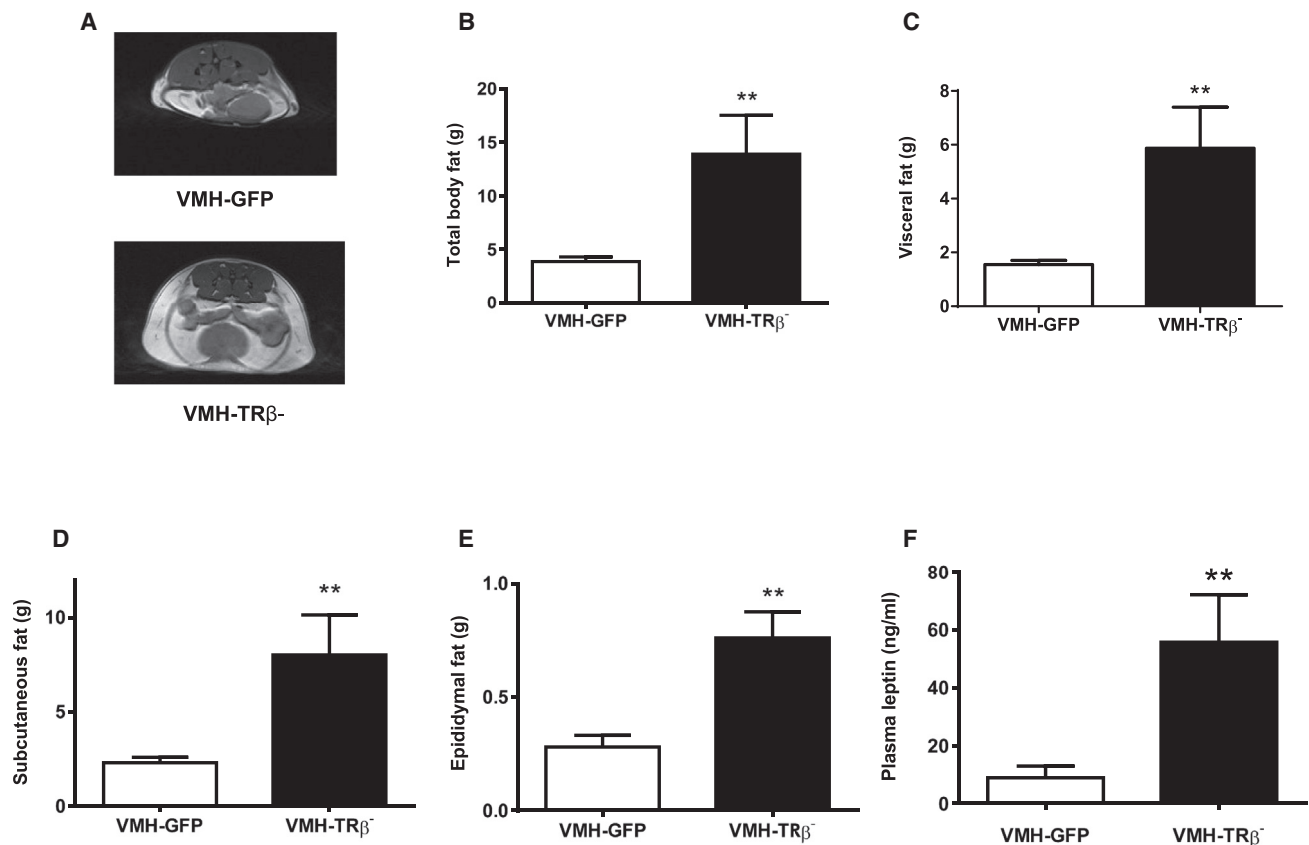 A
VMH-GFP
VMH-TRβ-
B
Total body fat (g)
20
15
10
5
0
**
VMH-GFP
VMH-TRβ⁻
C
Visceral fat (g)
8
6
4
2
0
**
VMH-GFP
VMH-TRβ⁻
D
Subcutaneous fat (g)
10
5
0
**
VMH-GFP
VMH-TRβ⁻
E
Epididymal fat (g)
1.0
0.5
0.0
**
VMH-GFP
VMH-TRβ⁻
F
Plasma leptin (ng/ml)
80
60
40
20
0
**
VMH-GFP
VMH-TRβ⁻